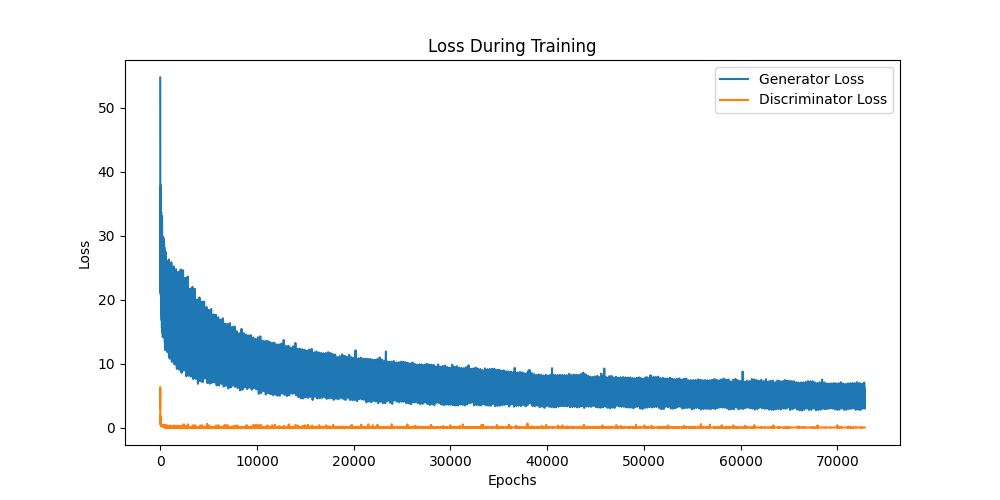 Loss During Training
Generator Loss
Discriminator Loss
50
40
30
20
10
0
Loss
0 10000 20000 30000 40000 50000 60000 70000
Epochs